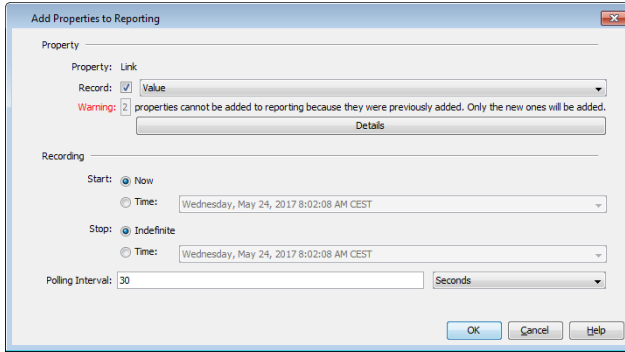 Add Properties to Reporting
Property
Property: Link
Record: Value
Warning: 2 properties cannot be added to reporting because they were previously added. Only the new ones will be added.
Details
Recording
Start: Now
Time: Wednesday, May 24, 2017 8:02:08 AM CEST
Stop: Indefinite
Time: Wednesday, May 24, 2017 8:02:08 AM CEST
Polling Interval: 30 Seconds
OK Cancel Help